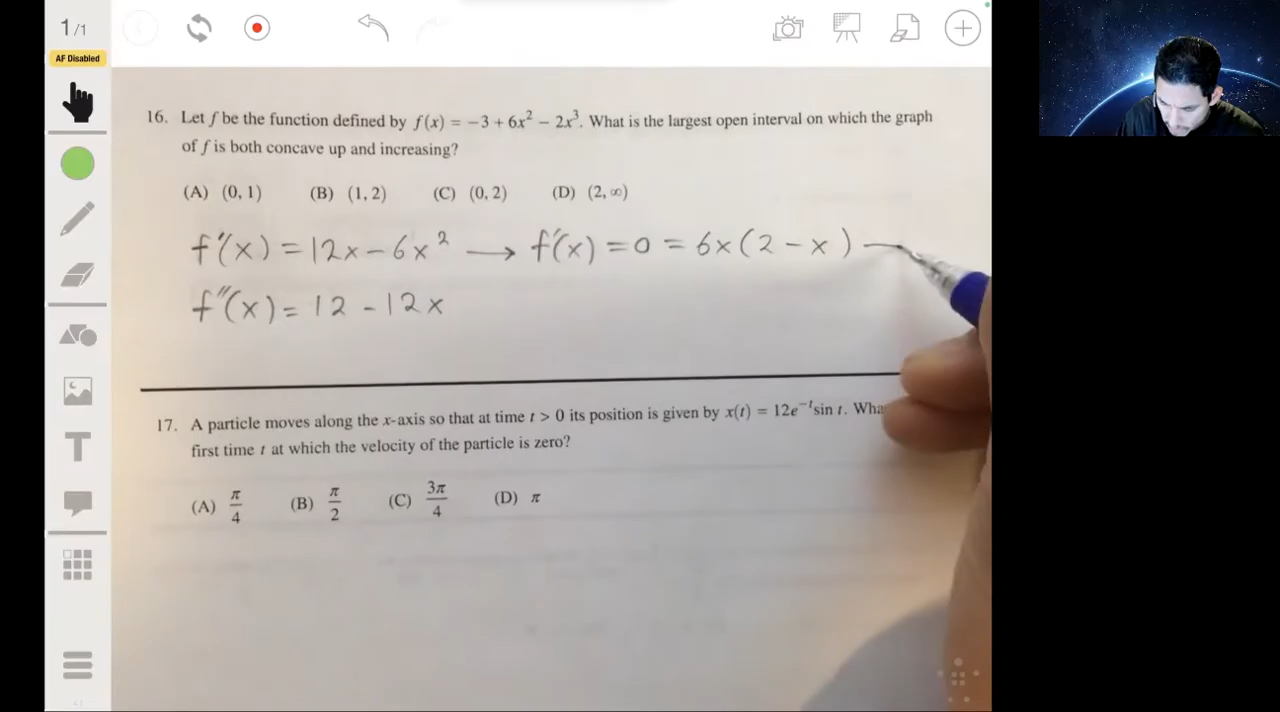 1/1
AF Disabled
16. Let f be the function defined by f(x) = −3 + 6x² − 2x³. What is the largest open interval on which the graph
of f is both concave up and increasing?
(A) (0, 1) (B) (1, 2) (C) (0, 2) (D) (2, ∞)
f'(x) = 12x − 6x² → f'(x) = 0 = 6x(2 − x) —
f''(x) = 12 − 12x
17. A particle moves along the x-axis so that at time t > 0 its position is given by x(t) = 12e⁻ᵗ sin t. Wha
first time t at which the velocity of the particle is zero?
(A) π/4 (B) π/2 (C) 3π/4 (D) π
T